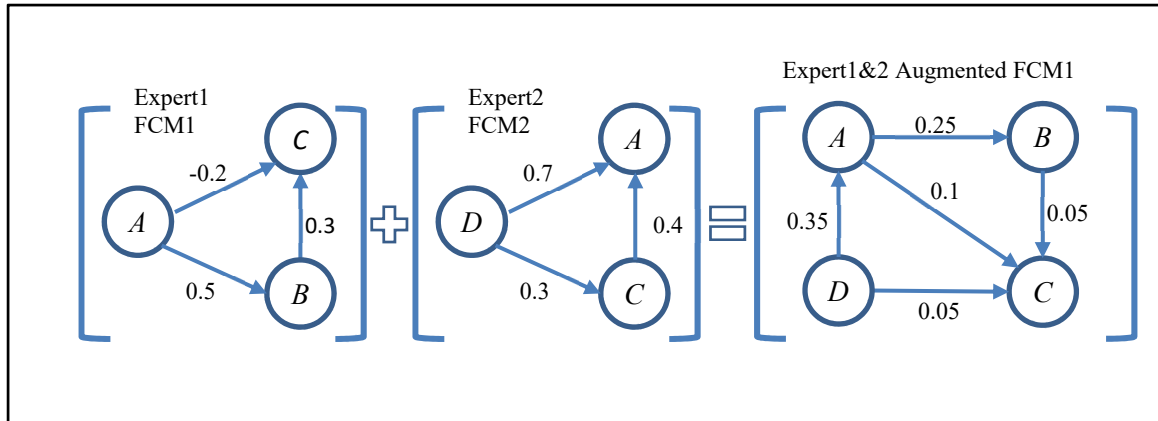 Expert1
FCM1
C
-0.2
A
0.3
0.5
B
Expert2
FCM2
A
0.7
D
0.4
0.3
C
Expert1&2 Augmented FCM1
A
0.25
B
0.1
0.35
0.05
D
0.05
C